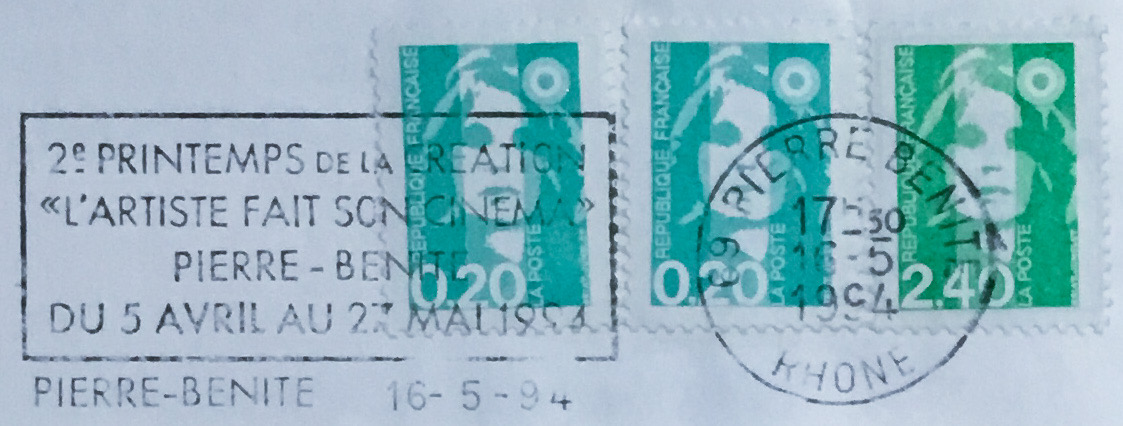 2e PRINTEMPS DE LA CREATION
«L'ARTISTE FAIT SON CINEMA»
PIERRE-BENITE
DU 5 AVRIL AU 27 MAI 1994
PIERRE-BENITE 16-5-94
REPUBLIQUE FRANÇAISE
0.20
LA POSTE
REPUBLIQUE FRANÇAISE
0.20
LA POSTE
69 PIERRE BENITE
17H30
16-5
1994
RHONE
REPUBLIQUE FRANÇAISE
2.40
LA POSTE